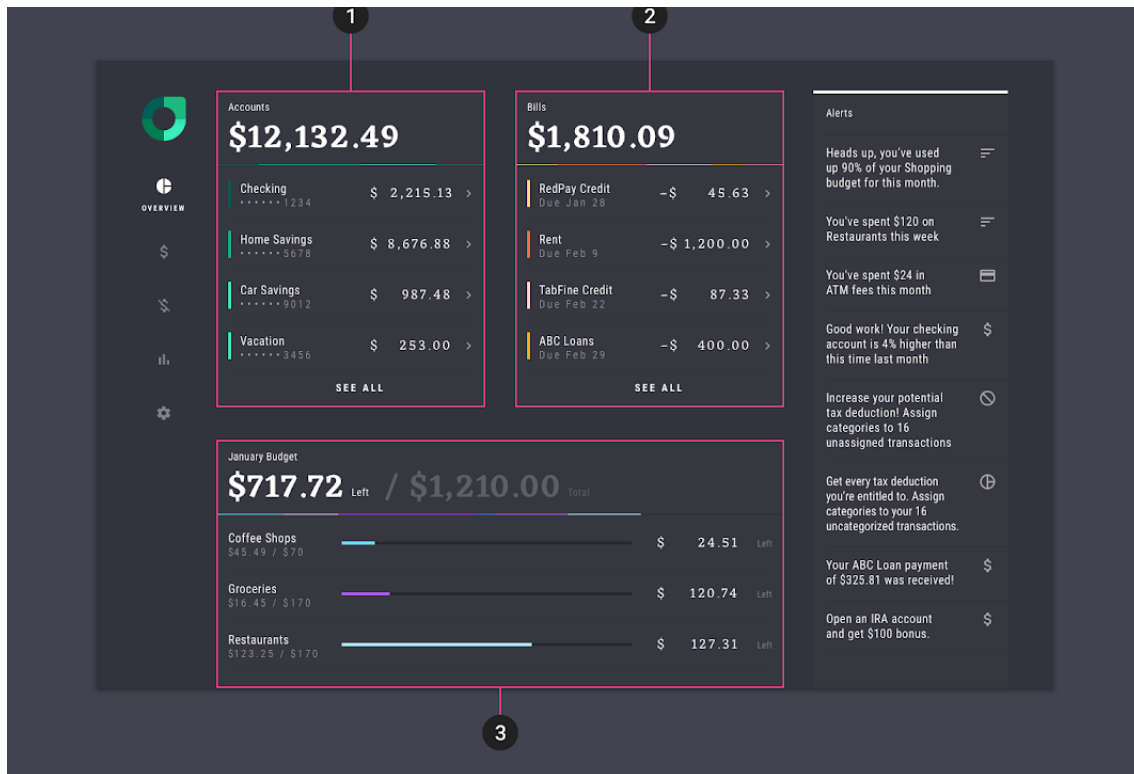 1
2
Accounts
$12,132.49
Checking
$ 2,215.13
••••••1234
Home Savings
$ 8,676.88
••••••5678
Car Savings
$ 987.48
••••••9012
Vacation
$ 253.00
••••••3456
SEE ALL
Bills
$1,810.09
RedPay Credit
-$ 45.63
Due Jan 28
Rent
-$ 1,200.00
Due Feb 9
TabFine Credit
-$ 87.33
Due Feb 22
ABC Loans
-$ 400.00
Due Feb 29
SEE ALL
OVERVIEW
January Budget
$717.72 Left / $1,210.00 Total
Coffee Shops
$45.49 / $70
$ 24.51 Left
Groceries
$16.45 / $170
$ 120.74 Left
Restaurants
$123.25 / $170
$ 127.31 Left
Alerts
Heads up, you've used
up 90% of your Shopping
budget for this month.
You've spent $120 on
Restaurants this week
You've spent $24 in
ATM fees this month
Good work! Your checking
account is 4% higher than
this time last month
Increase your potential
tax deduction! Assign
categories to 16
unassigned transactions
Get every tax deduction
you're entitled to. Assign
categories to your 16
uncategorized transactions.
Your ABC Loan payment
of $325.81 was received!
Open an IRA account
and get $100 bonus.
3